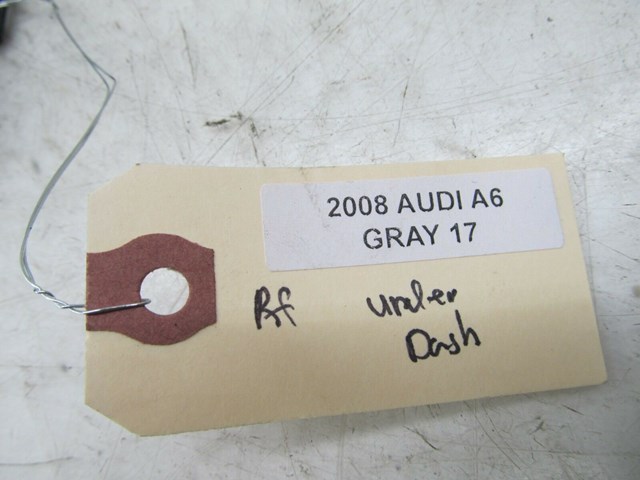 2008 AUDI A6
GRAY 17
Rf under
Dash